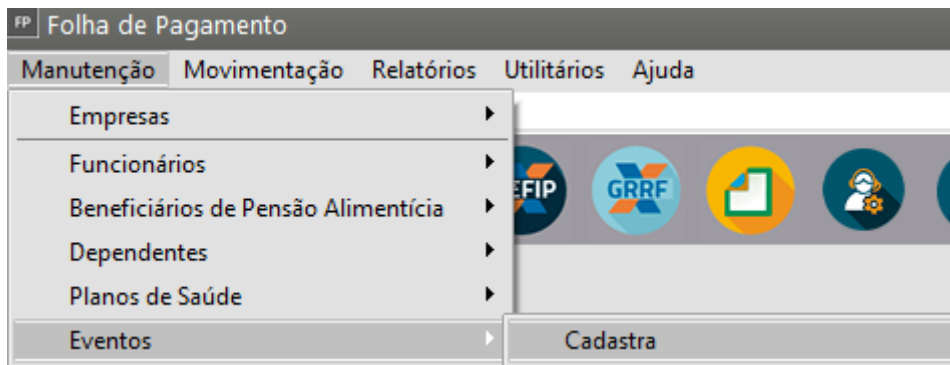 FP Folha de Pagamento
Manutenção Movimentação Relatórios Utilitários Ajuda
Empresas
Funcionários
Beneficiários de Pensão Alimentícia
Dependentes
Planos de Saúde
Eventos
Cadastra
EFIP
GRRF